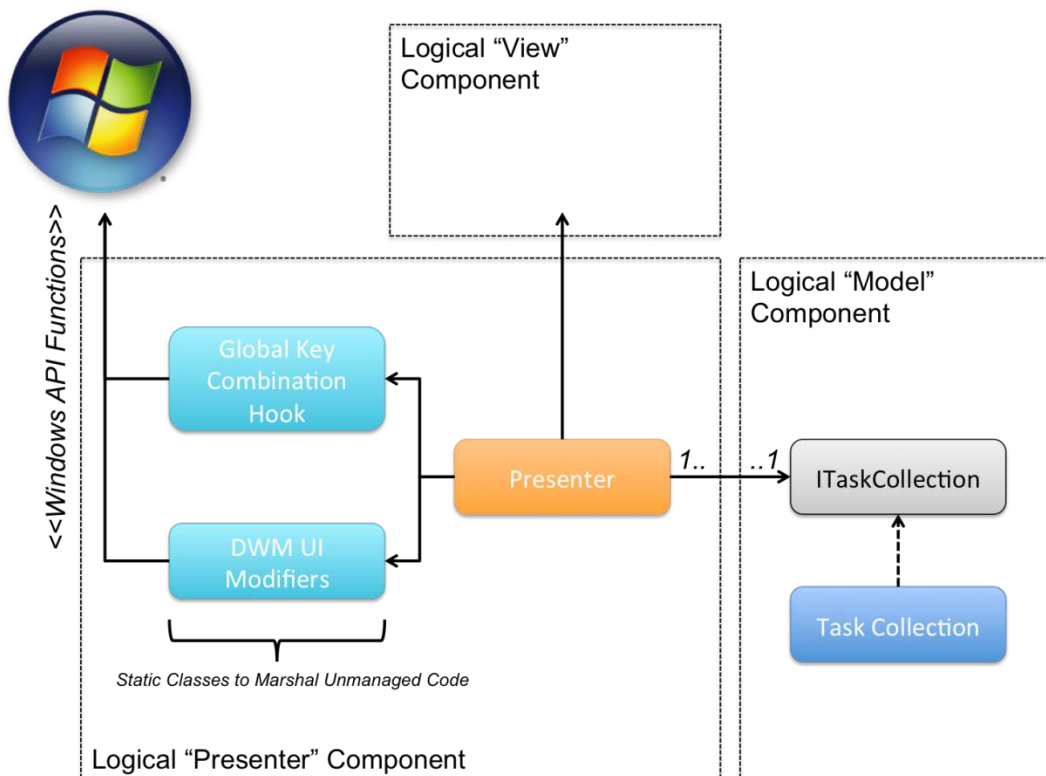 Logical “View”
Component
<<Windows API Functions>>
Logical “Model”
Component
Global Key
Combination
Hook
Presenter
1..
..1
ITaskCollection
DWM UI
Modifiers
Task Collection
Static Classes to Marshal Unmanaged Code
Logical “Presenter” Component